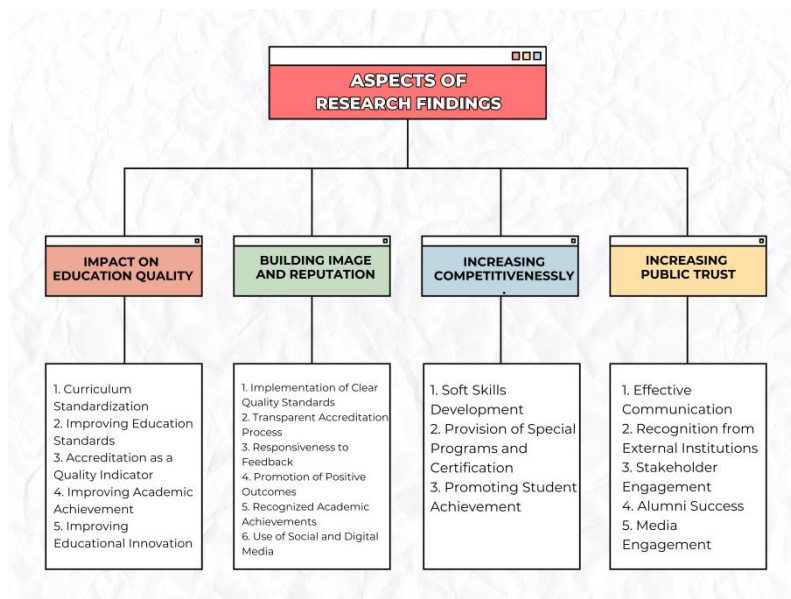 ASPECTS OF
RESEARCH FINDINGS
IMPACT ON
EDUCATION QUALITY
BUILDING IMAGE
AND REPUTATION
INCREASING
COMPETITIVENESSLY
.
INCREASING
PUBLIC TRUST
1. Curriculum
Standardization
2. Improving Education
Standards
3. Accreditation as a
Quality Indicator
4. Improving Academic
Achievement
5. Improving
Educational Innovation
1. Implementation of Clear
Quality Standards
2. Transparent Accreditation
Process
3. Responsiveness to
Feedback
4. Promotion of Positive
Outcomes
5. Recognized Academic
Achievements
6. Use of Social and Digital
Media
1. Soft Skills
Development
2. Provision of Special
Programs and
Certification
3. Promoting Student
Achievement
1. Effective
Communication
2. Recognition from
External Institutions
3. Stakeholder
Engagement
4. Alumni Success
5. Media
Engagement